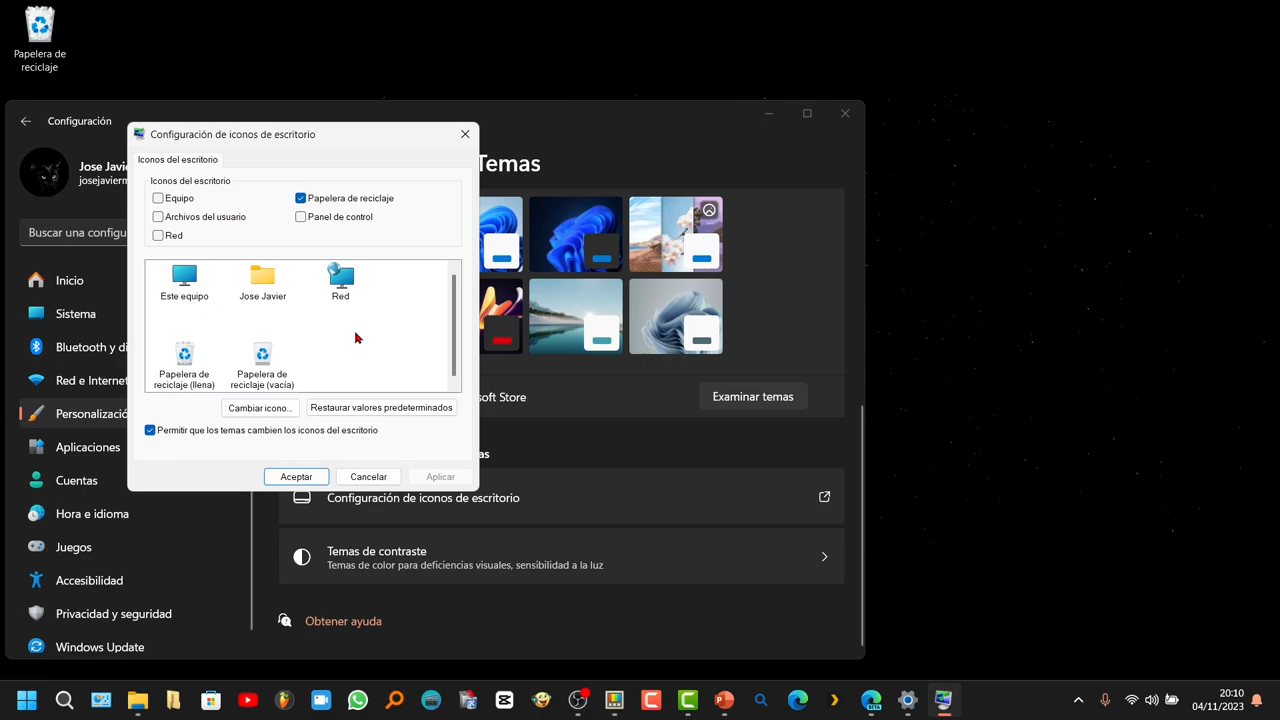 Papelera de
reciclaje
Configuración
Jose Javie
josejavierm
Buscar una configu
Inicio
Sistema
Bluetooth y di
Red e Internet
Personalizació
Aplicaciones
Cuentas
Hora e idioma
Juegos
Accesibilidad
Privacidad y seguridad
Windows Update
Configuración de iconos de escritorio
Iconos del escritorio
Iconos del escritorio
Equipo
Papelera de reciclaje
Archivos del usuario
Panel de control
Red
Este equipo
Jose Javier
Red
Papelera de
reciclaje (llena)
Papelera de
reciclaje (vacía)
Cambiar icono...
Restaurar valores predeterminados
Permitir que los temas cambien los iconos del escritorio
Aceptar
Cancelar
Aplicar
Temas
soft Store
Examinar temas
as
Configuración de iconos de escritorio
Temas de contraste
Temas de color para deficiencias visuales, sensibilidad a la luz
Obtener ayuda
BETA
20:10
04/11/2023